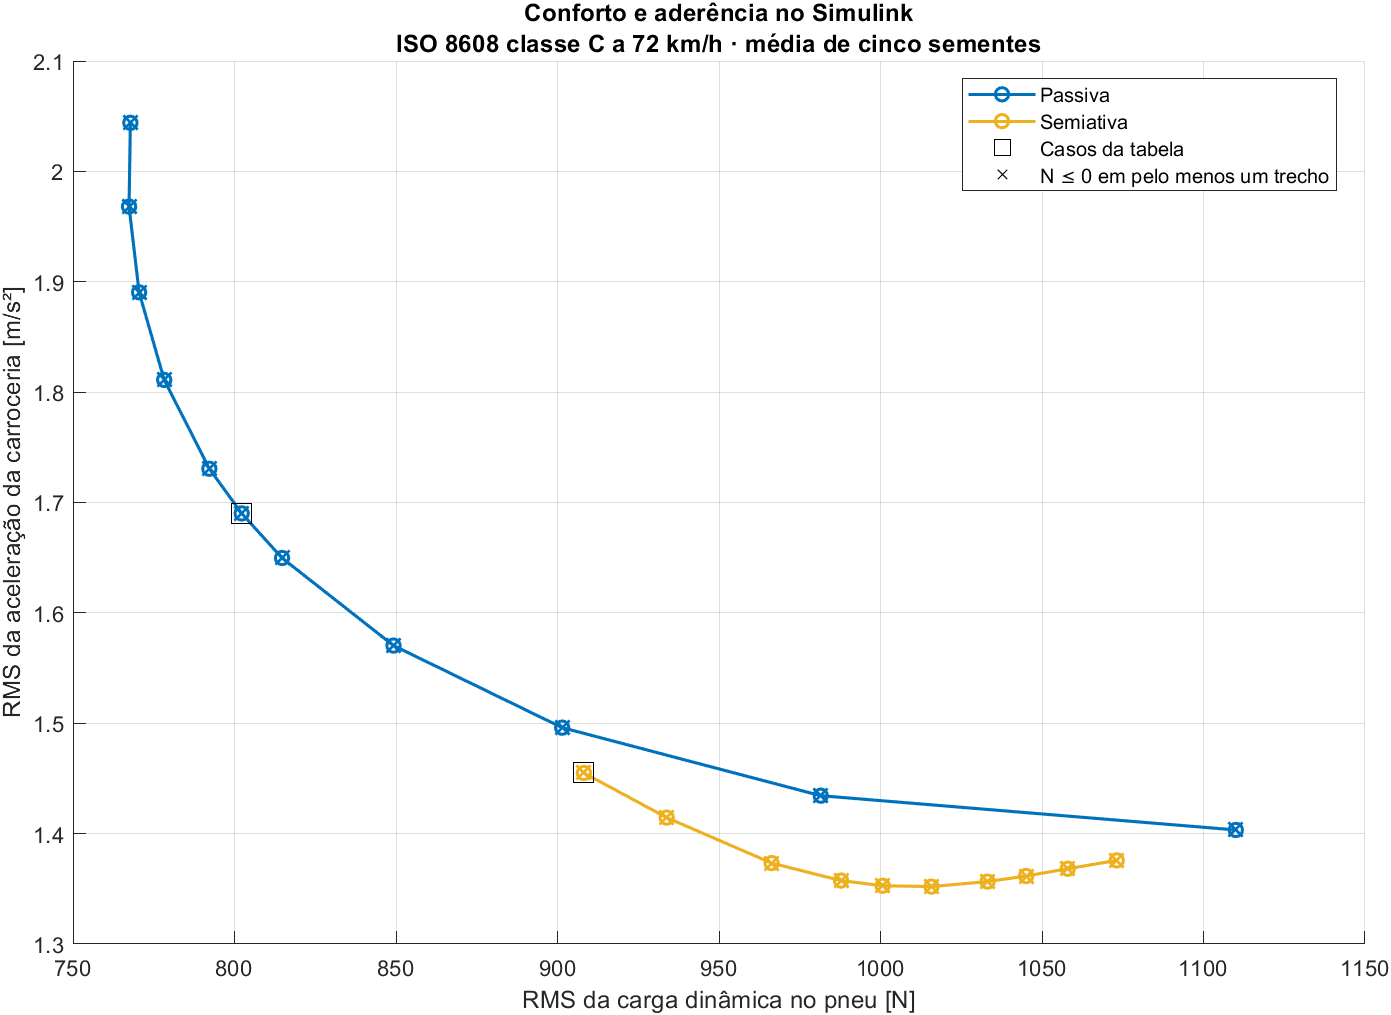 Conforto e aderência no Simulink
ISO 8608 classe C a 72 km/h · média de cinco sementes
Passiva
Semiativa
Casos da tabela
N ≤ 0 em pelo menos um trecho
RMS da aceleração da carroceria [m/s²]
2.1
2
1.9
1.8
1.7
1.6
1.5
1.4
1.3
750 800 850 900 950 1000 1050 1100 1150
RMS da carga dinâmica no pneu [N]